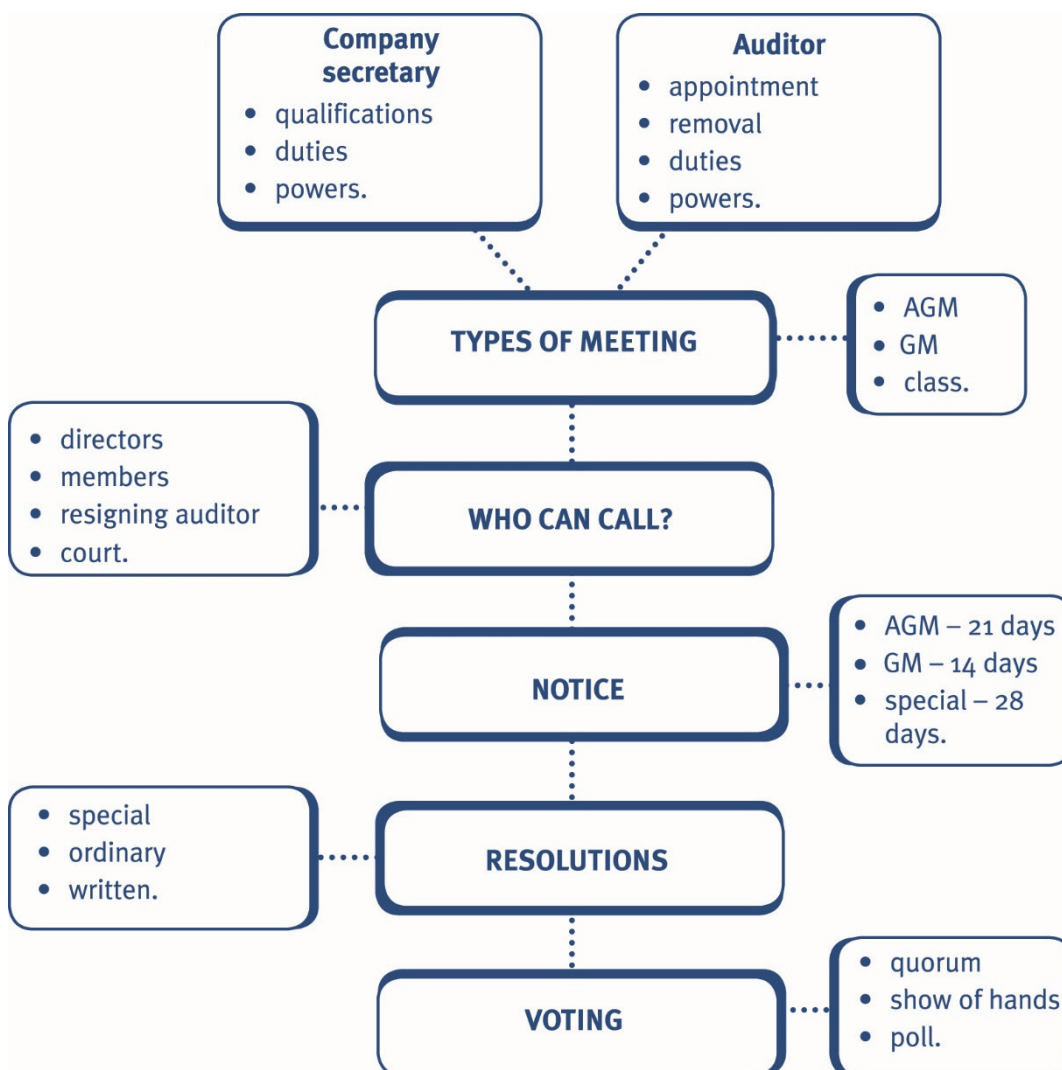 Company
secretary
• qualifications
• duties
• powers.
Auditor
• appointment
• removal
• duties
• powers.
TYPES OF MEETING
• AGM
• GM
• class.
• directors
• members
• resigning auditor
• court.
WHO CAN CALL?
NOTICE
• AGM – 21 days
• GM – 14 days
• special – 28
days.
• special
• ordinary
• written.
RESOLUTIONS
VOTING
• quorum
• show of hands
• poll.